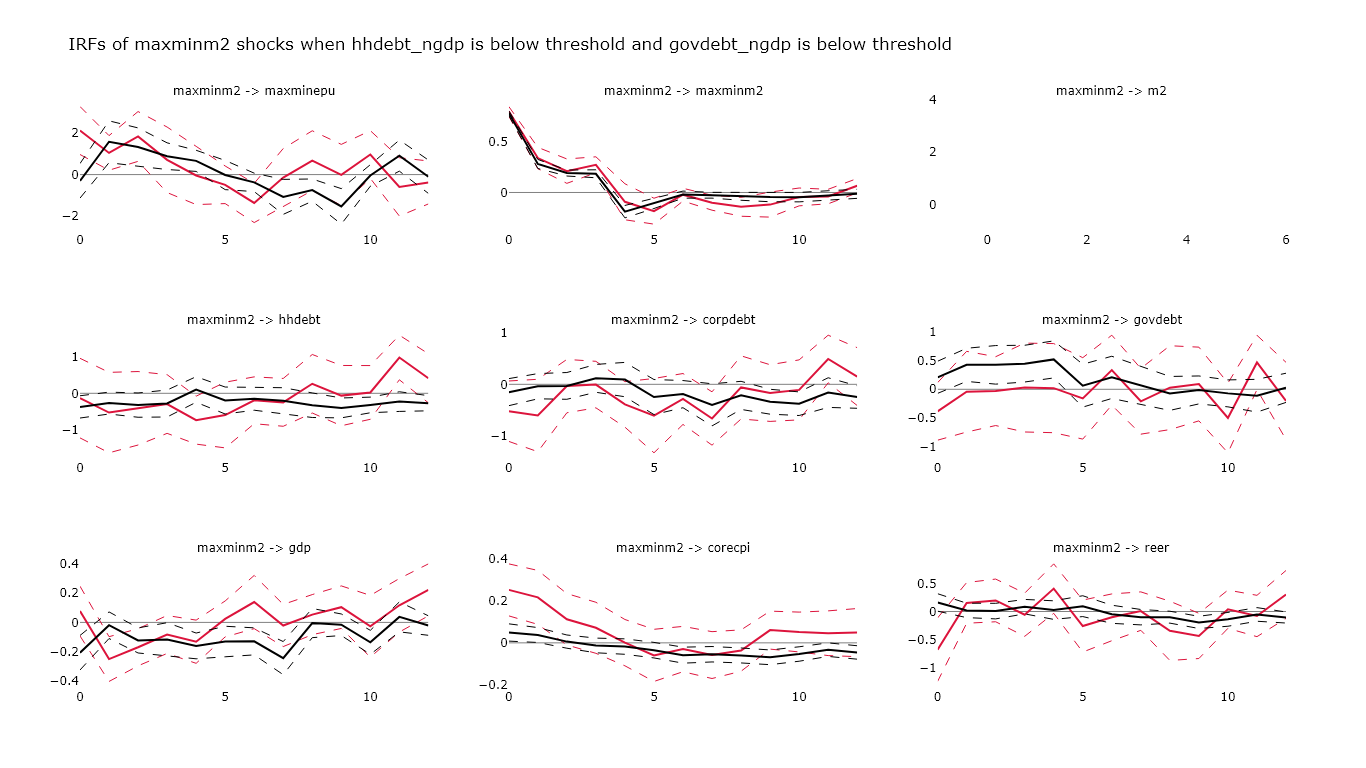 IRFs of maxminm2 shocks when hhdebt_ngdp is below threshold and govdebt_ngdp is below threshold
maxminm2 -> maxminepu
2
0
−2
0 5 10
maxminm2 -> maxminm2
0.5
0
0 5 10
maxminm2 -> m2
4
2
0
0 2 4 6
maxminm2 -> hhdebt
1
0
−1
0 5 10
maxminm2 -> corpdebt
1
0
−1
0 5 10
maxminm2 -> govdebt
1
0.5
0
−0.5
−1
0 5 10
maxminm2 -> gdp
0.4
0.2
0
−0.2
−0.4
0 5 10
maxminm2 -> corecpi
0.4
0.2
0
−0.2
0 5 10
maxminm2 -> reer
0.5
0
−0.5
−1
0 5 10